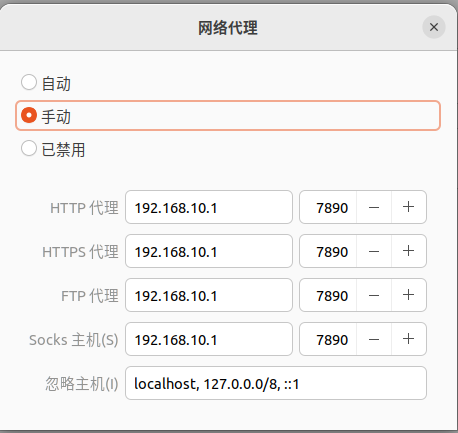 网络代理
自动
手动
已禁用
HTTP 代理 192.168.10.1 7890
HTTPS 代理 192.168.10.1 7890
FTP 代理 192.168.10.1 7890
Socks 主机(S) 192.168.10.1 7890
忽略主机(I) localhost, 127.0.0.0/8, ::1